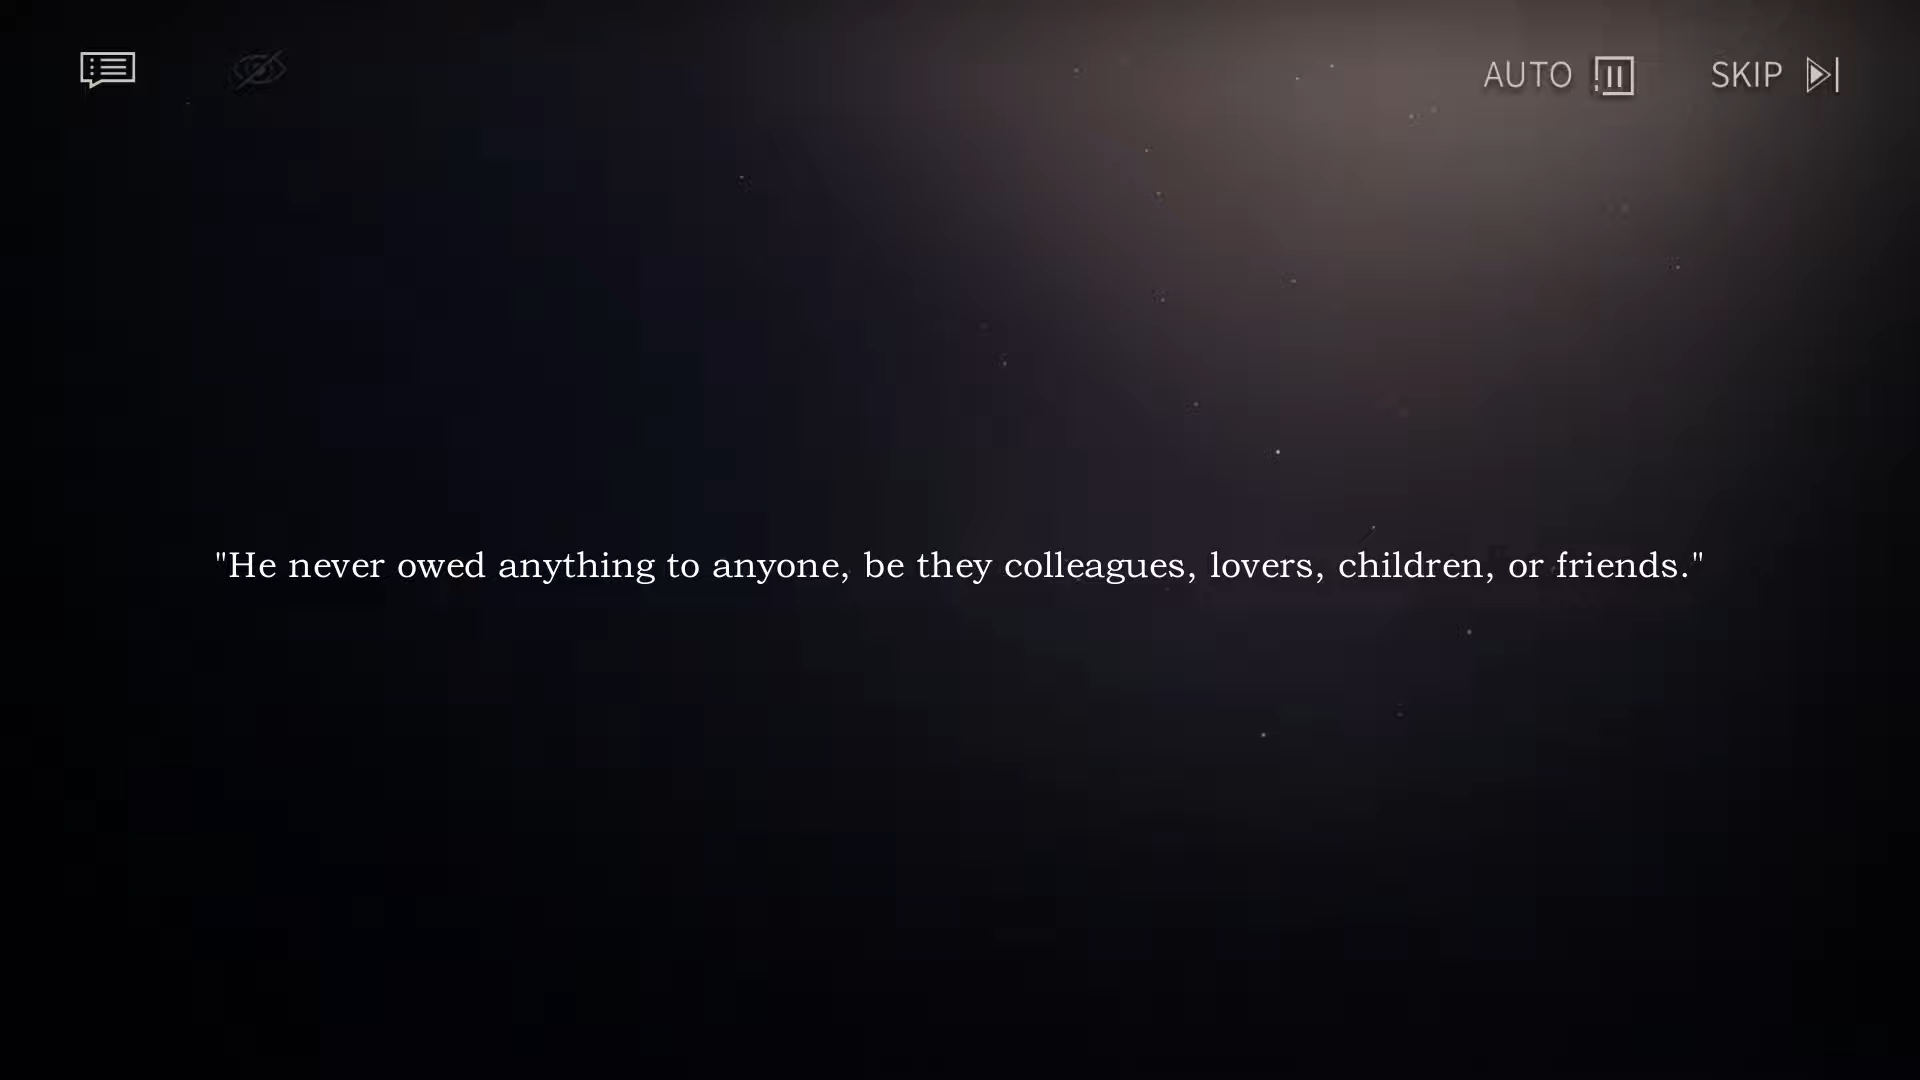 AUTO
SKIP
"He never owed anything to anyone, be they colleagues, lovers, children, or friends."